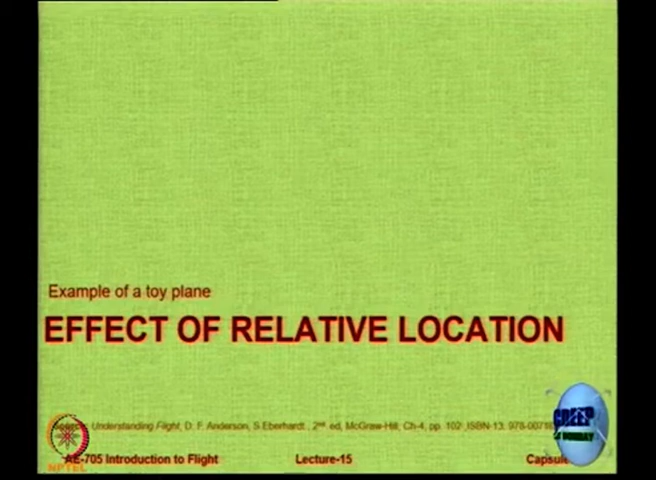 Example of a toy plane
EFFECT OF RELATIVE LOCATION
Understanding Flight, D. F. Anderson, S.Eberhardt., 2nd ed, McGraw-Hill; Ch-4, pp. 102. ISBN-13: 978-00716
AE-705 Introduction to Flight Lecture-15 Capsule
NPTEL